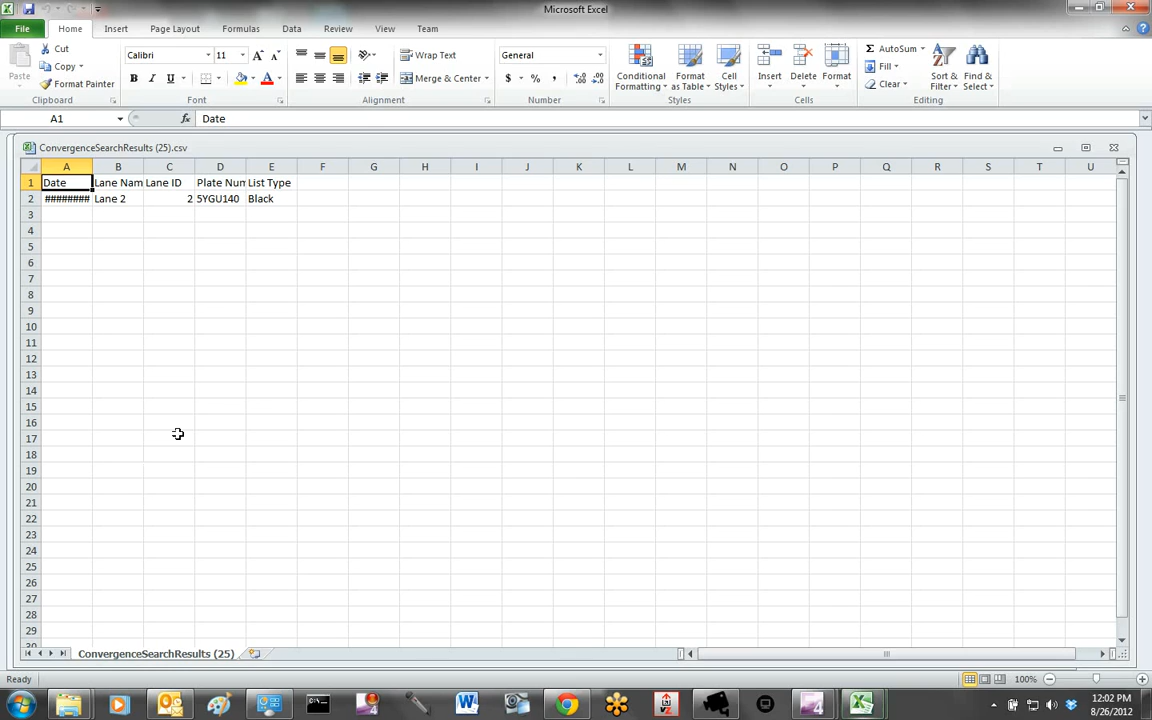 Microsoft Excel
File Home Insert Page Layout Formulas Data Review View Team
Paste
Cut
Copy
Format Painter
Clipboard
Calibri 11
B I U A
Font
Wrap Text
Merge & Center
Alignment
General
$ % ,
Number
Conditional Formatting
Format as Table
Cell Styles
Styles
Insert
Delete
Format
Cells
AutoSum
Fill
Clear
Sort & Filter
Find & Select
Editing
A1 fx Date
ConvergenceSearchResults (25).csv
A B C D E F G H I J K L M N O P Q R S T U
1 Date Lane Nam Lane ID Plate Num List Type
2 ######## Lane 2 2 5YGU140 Black
3
4
5
6
7
8
9
10
11
12
13
14
15
16
17
18
19
20
21
22
23
24
25
26
27
28
29
30
ConvergenceSearchResults (25)
Ready 100%
12:02 PM
8/26/2012